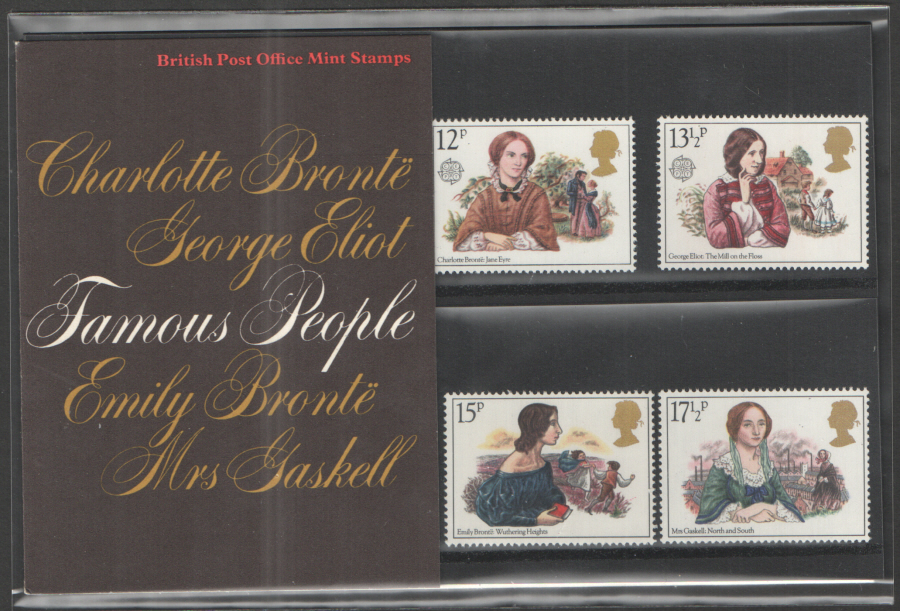 British Post Office Mint Stamps
Charlotte Brontë
George Eliot
Famous People
Emily Brontë
Mrs Gaskell
12P
Charlotte Brontë: Jane Eyre
13½P
George Eliot: The Mill on the Floss
15P
Emily Brontë: Wuthering Heights
17½P
Mrs Gaskell: North and South